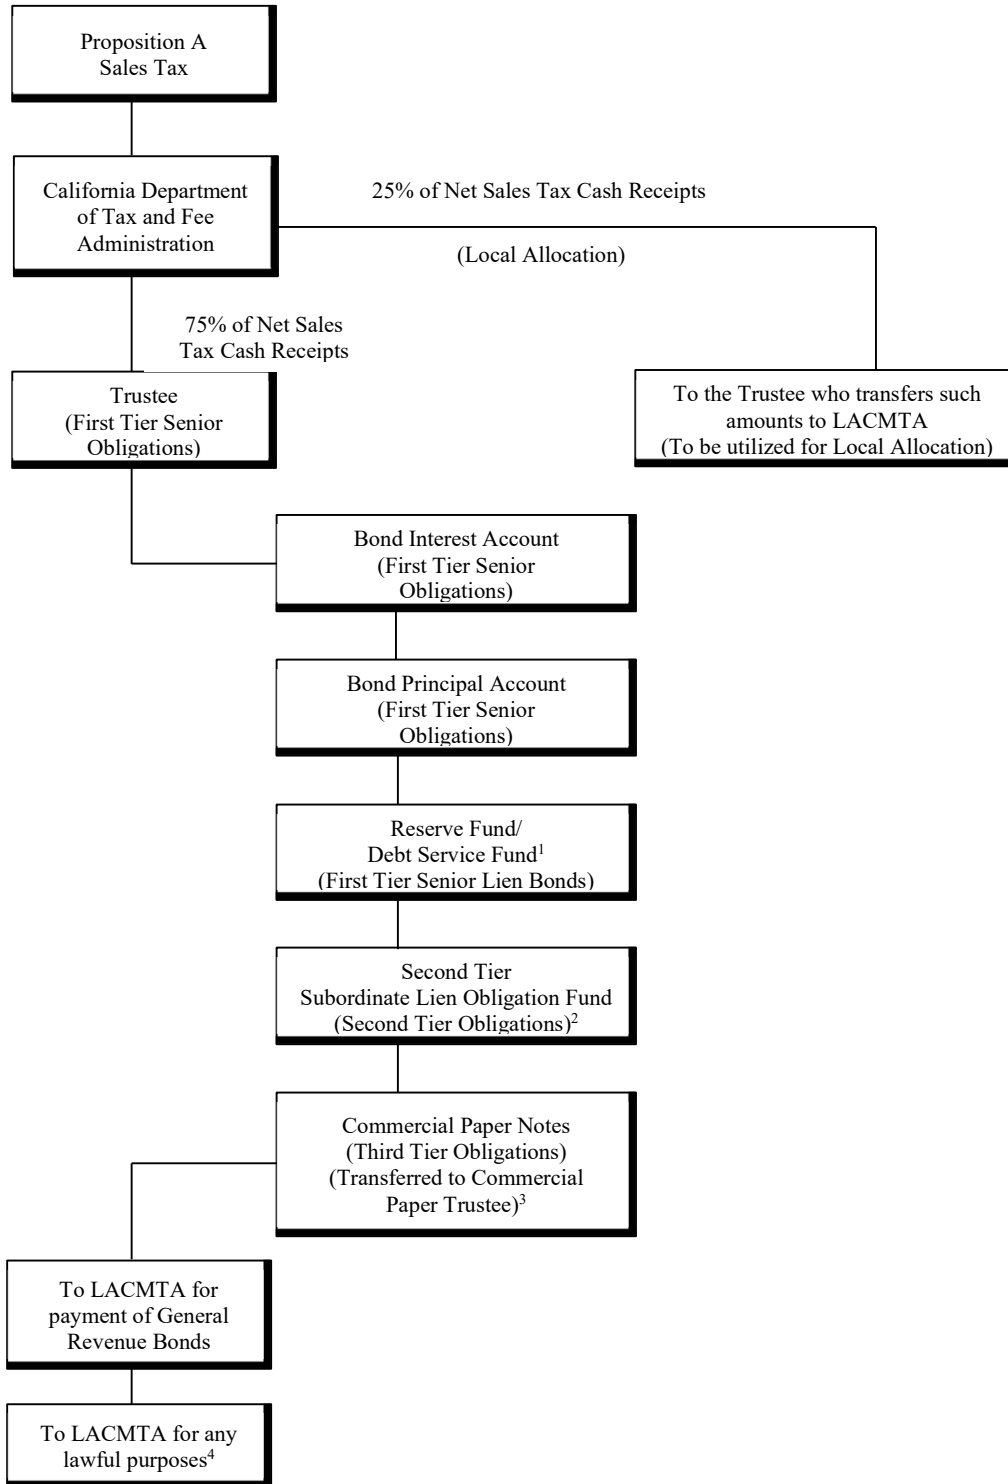 Proposition A
Sales Tax
California Department
of Tax and Fee
Administration
25% of Net Sales Tax Cash Receipts
(Local Allocation)
75% of Net Sales
Tax Cash Receipts
Trustee
(First Tier Senior
Obligations)
To the Trustee who transfers such
amounts to LACMTA
(To be utilized for Local Allocation)
Bond Interest Account
(First Tier Senior
Obligations)
Bond Principal Account
(First Tier Senior
Obligations)
Reserve Fund/
Debt Service Fund¹
(First Tier Senior Lien Bonds)
Second Tier
Subordinate Lien Obligation Fund
(Second Tier Obligations)²
Commercial Paper Notes
(Third Tier Obligations)
(Transferred to Commercial
Paper Trustee)³
To LACMTA for
payment of General
Revenue Bonds
To LACMTA for any
lawful purposes⁴